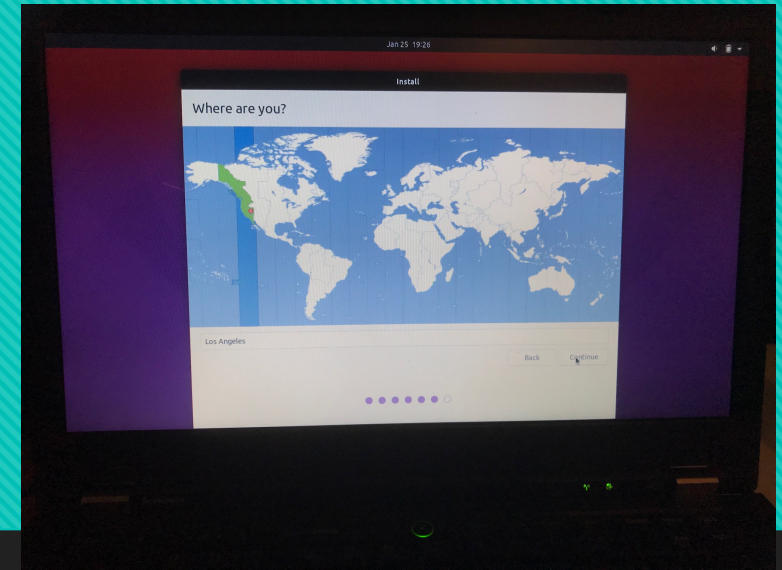 Jan 25 19:26
Install
Where are you?
Los Angeles
Back
Continue